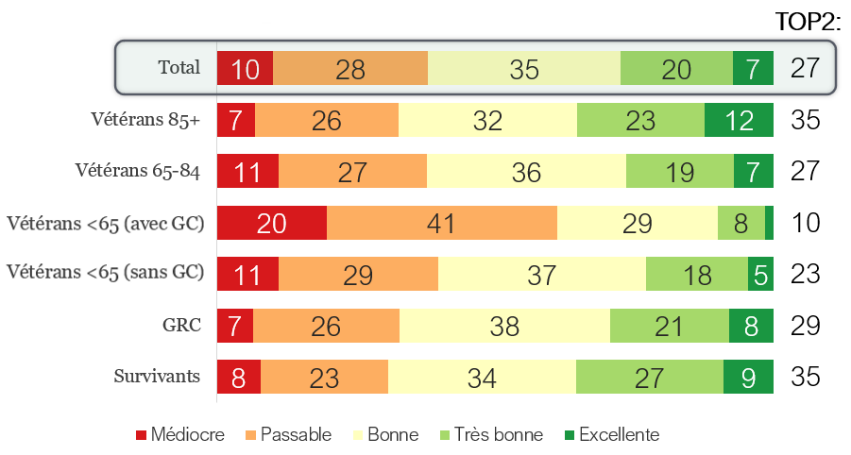 TOP2:
Total 10 28 35 20 7 27
Vétérans 85+ 7 26 32 23 12 35
Vétérans 65-84 11 27 36 19 7 27
Vétérans <65 (avec GC) 20 41 29 8 10
Vétérans <65 (sans GC) 11 29 37 18 5 23
GRC 7 26 38 21 8 29
Survivants 8 23 34 27 9 35
Médiocre Passable Bonne Très bonne Excellente